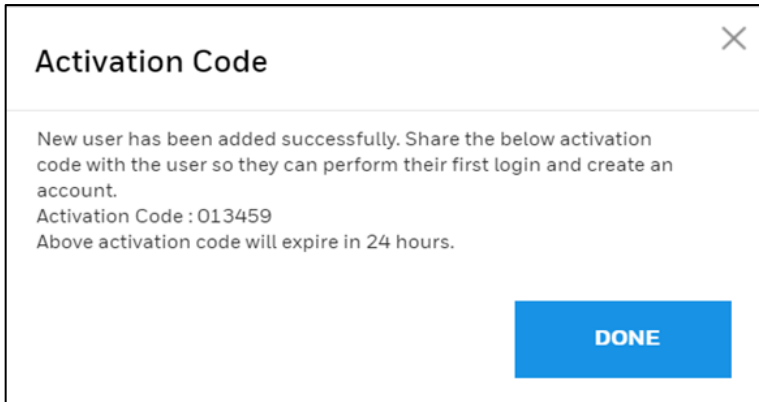 Activation Code
New user has been added successfully. Share the below activation
code with the user so they can perform their first login and create an
account.
Activation Code : 013459
Above activation code will expire in 24 hours.
DONE